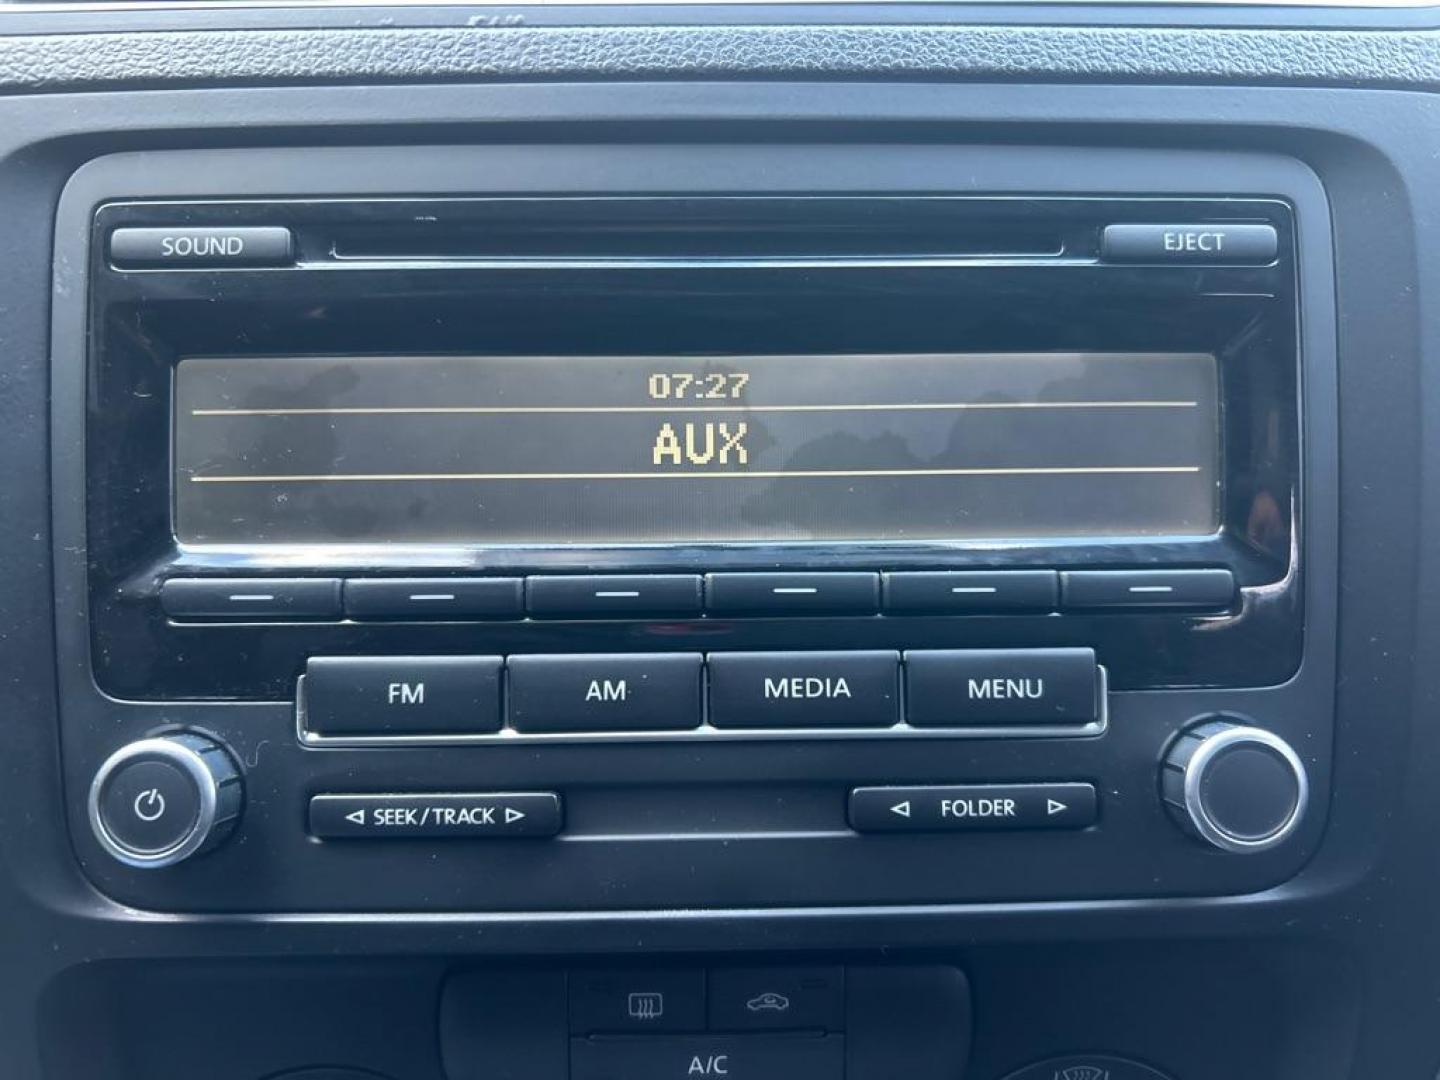 SOUND
EJECT
07:27
AUX
FM
AM
MEDIA
MENU
SEEK/TRACK
FOLDER
A/C